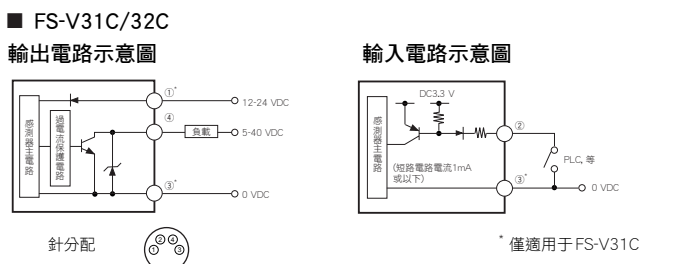 ■ FS-V31C/32C
輸出電路示意圖
感測器主電路
過電流保護電路
①*
12-24 VDC
④
負載
5-40 VDC
③*
0 VDC
針分配
② ④
① ③
輸入電路示意圖
感測器主電路
DC3.3 V
(短路電路電流1mA
或以下)
②
PLC, 等
③*
0 VDC
* 僅適用于FS-V31C